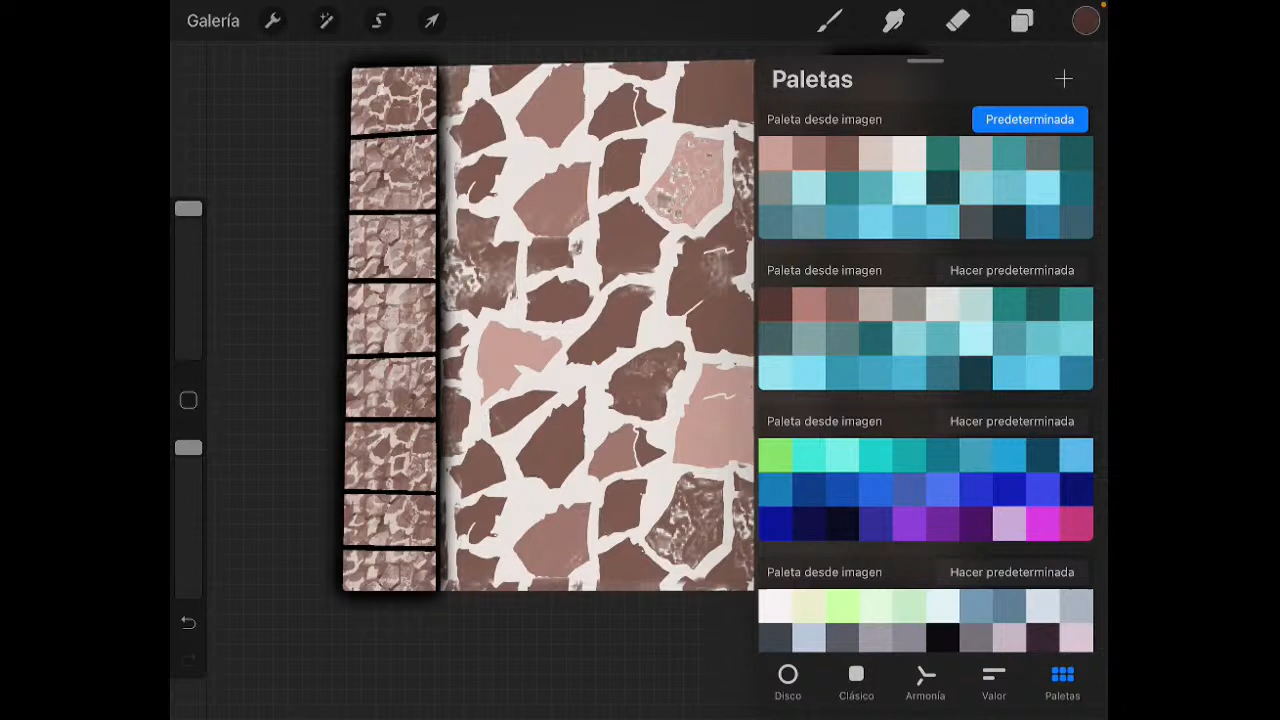 Galería
Paletas
Paleta desde imagen
Predeterminada
Paleta desde imagen
Hacer predeterminada
Paleta desde imagen
Hacer predeterminada
Paleta desde imagen
Hacer predeterminada
Disco
Clásico
Armonía
Valor
Paletas